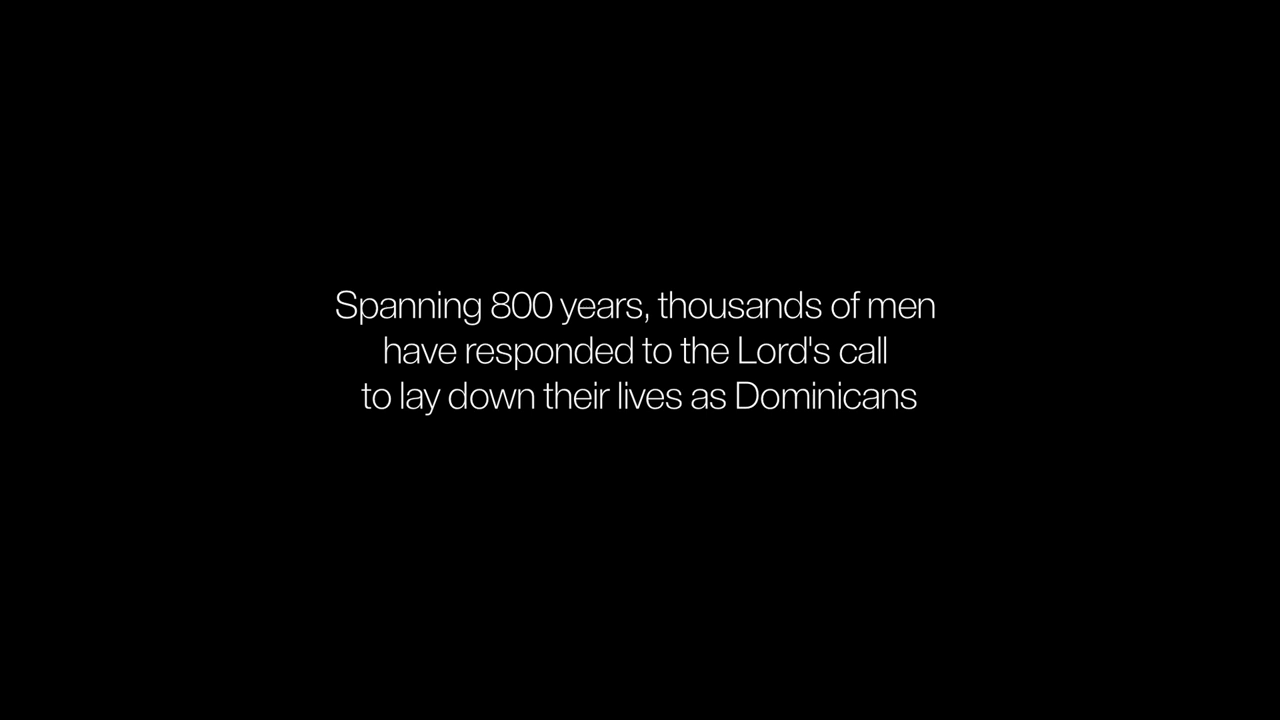 Spanning 800 years, thousands of men
have responded to the Lord's call
to lay down their lives as Dominicans